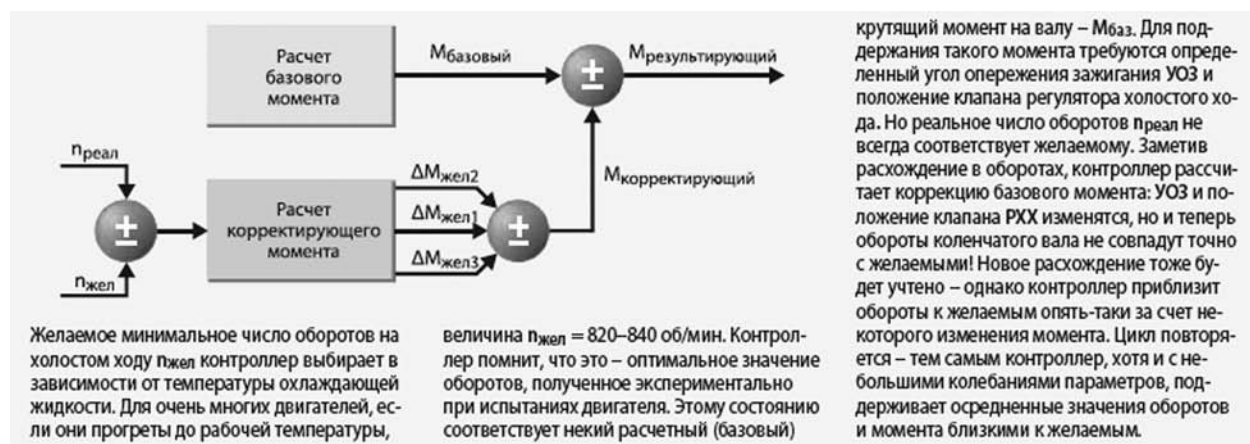 Расчет
базового
момента
Mбазовый
Mрезультирующий
±
nреал
Mкорректирующий
ΔMжел2
Расчет
корректирующего
момента
ΔMжел1
±
±
ΔMжел3
nжел
Желаемое минимальное число оборотов на
холостом ходу nжел контроллер выбирает в
зависимости от температуры охлаждающей
жидкости. Для очень многих двигателей, ес-
ли они прогреты до рабочей температуры,
величина nжел = 820–840 об/мин. Контрол-
лер помнит, что это – оптимальное значение
оборотов, полученное экспериментально
при испытаниях двигателя. Этому состоянию
соответствует некий расчетный (базовый)
крутящий момент на валу – Mбаз. Для под-
держания такого момента требуются опреде-
ленный угол опережения зажигания УОЗ и
положение клапана регулятора холостого хо-
да. Но реальное число оборотов nреал не
всегда соответствует желаемому. Заметив
расхождение в оборотах, контроллер рассчи-
тает коррекцию базового момента: УОЗ и по-
ложение клапана РХХ изменятся, но и теперь
обороты коленчатого вала не совпадут точно
с желаемыми! Новое расхождение тоже бу-
дет учтено – однако контроллер приблизит
обороты к желаемым опять-таки за счет не-
которого изменения момента. Цикл повторя-
ется – тем самым контроллер, хотя и с не-
большими колебаниями параметров, под-
держивает осредненные значения оборотов
и момента близкими к желаемым.